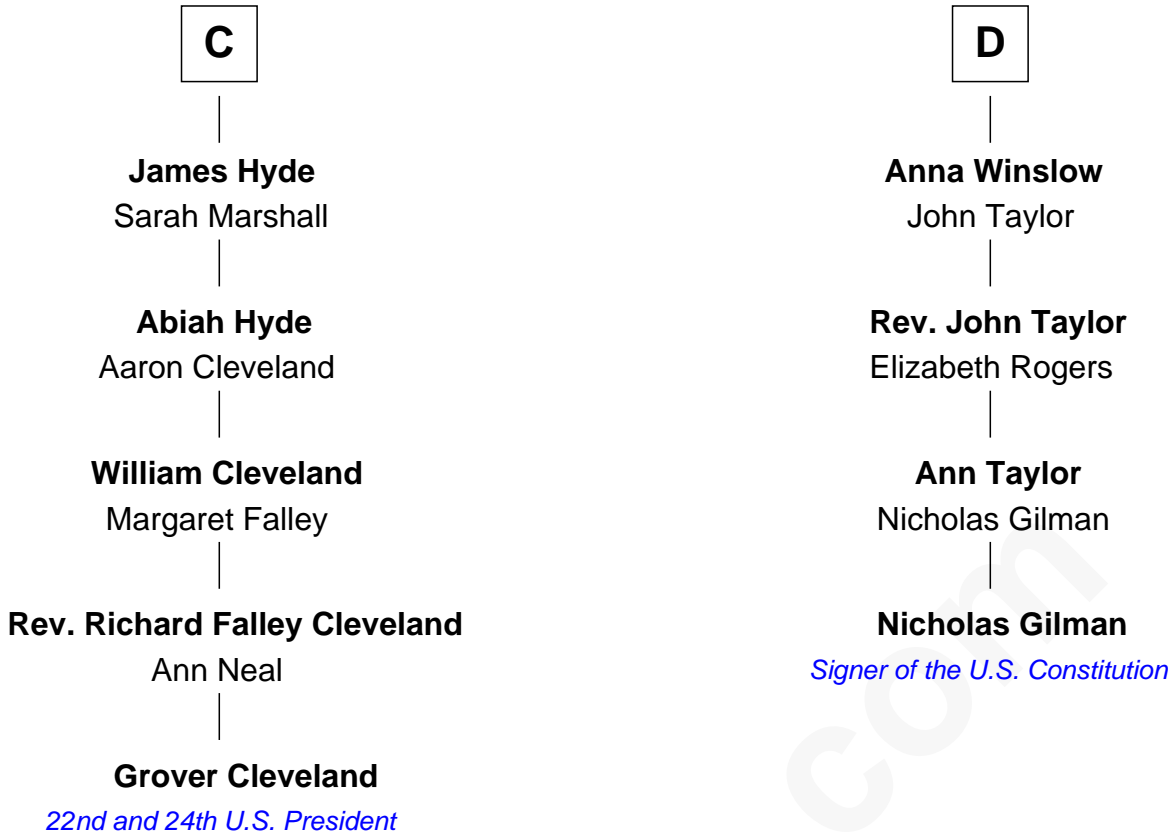 C
James Hyde
Sarah Marshall
Abiah Hyde
Aaron Cleveland
William Cleveland
Margaret Falley
Rev. Richard Falley Cleveland
Ann Neal
Grover Cleveland
22nd and 24th U.S. President
D
Anna Winslow
John Taylor
Rev. John Taylor
Elizabeth Rogers
Ann Taylor
Nicholas Gilman
Nicholas Gilman
Signer of the U.S. Constitution
com